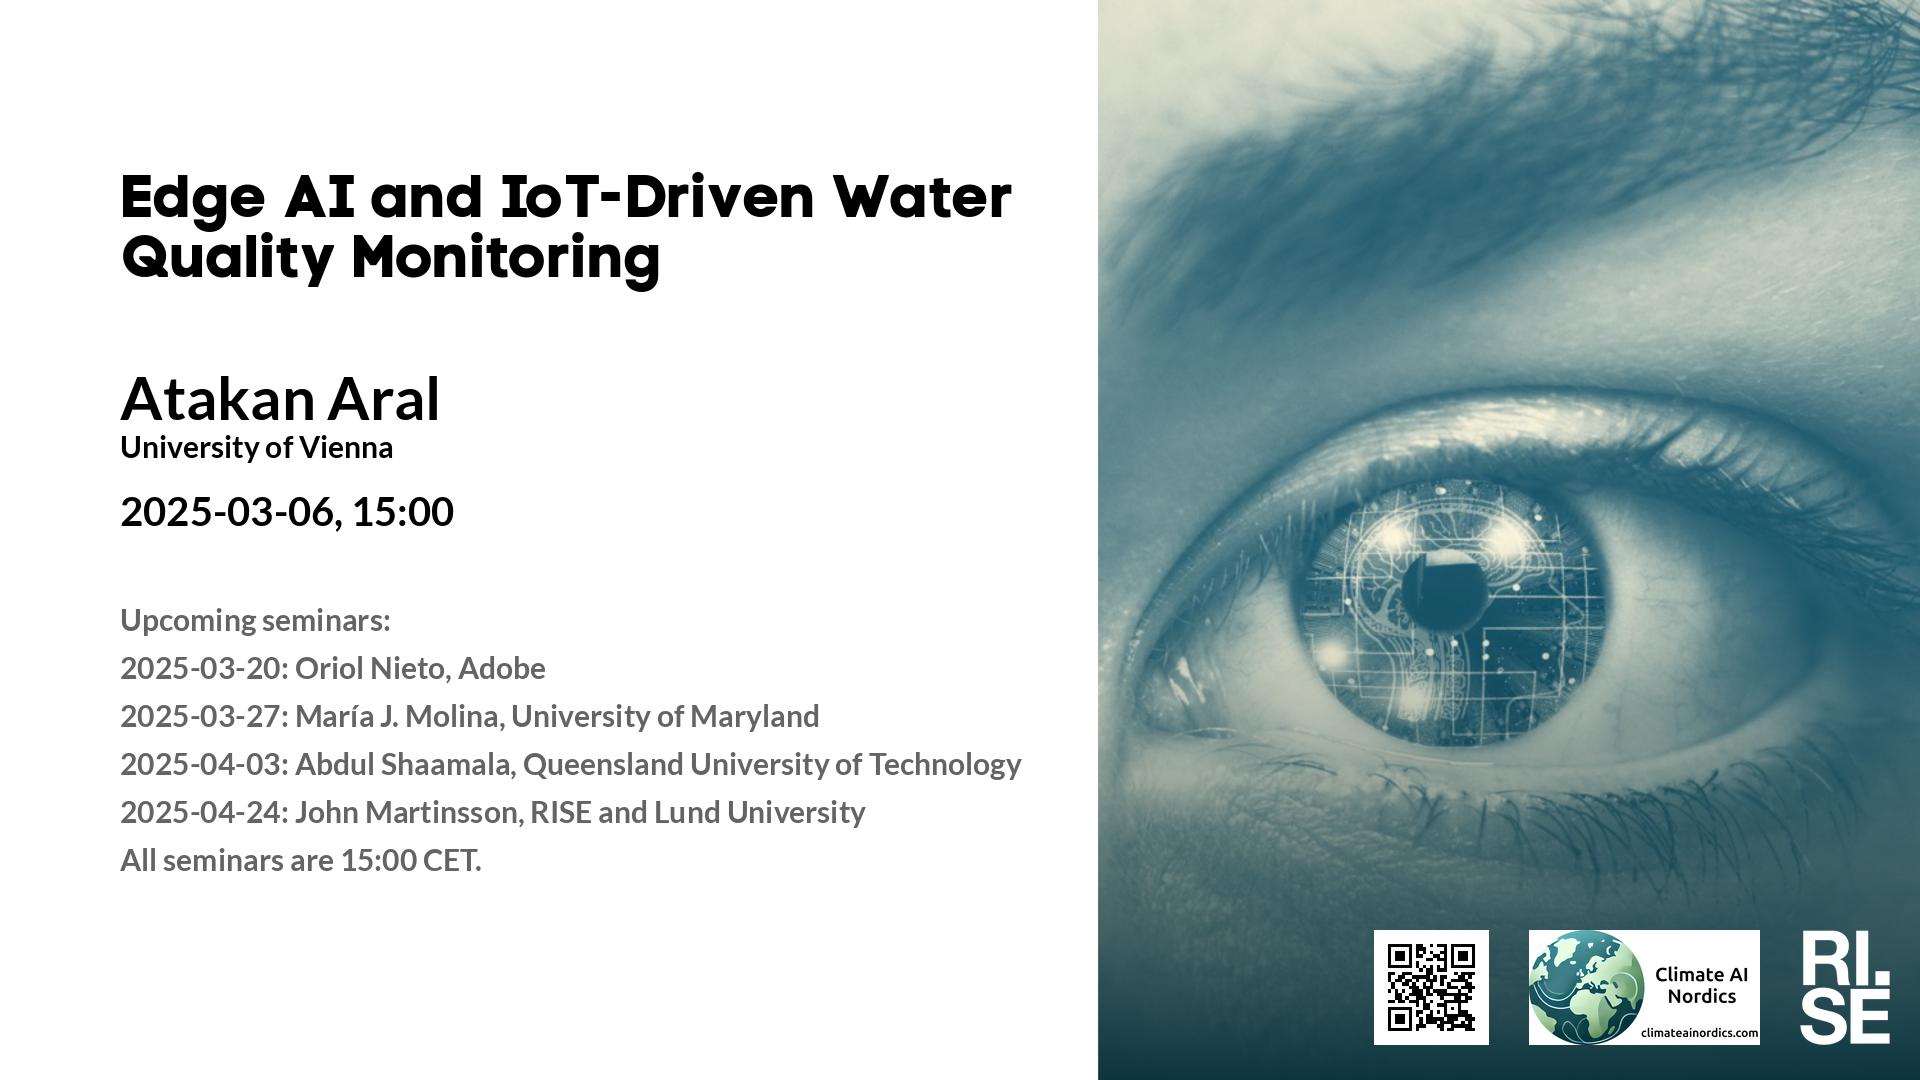 Edge AI and IoT-Driven Water
Quality Monitoring
Atakan Aral
University of Vienna
2025-03-06, 15:00
Upcoming seminars:
2025-03-20: Oriol Nieto, Adobe
2025-03-27: María J. Molina, University of Maryland
2025-04-03: Abdul Shaamala, Queensland University of Technology
2025-04-24: John Martinsson, RISE and Lund University
All seminars are 15:00 CET.
Climate AI
Nordics
climateainordics.com
RI.
SE